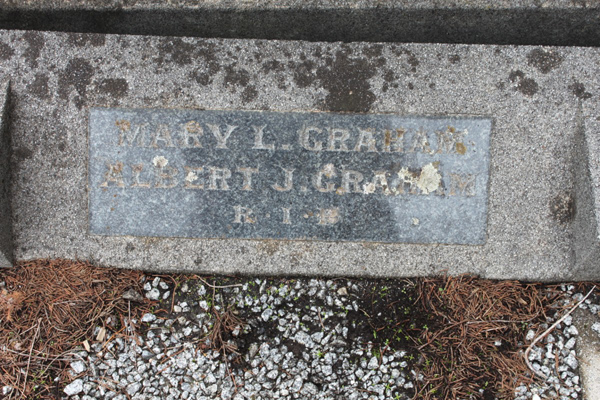 MARY L. GRAHAM
ALBERT J. GRAHAM
R. I. P.